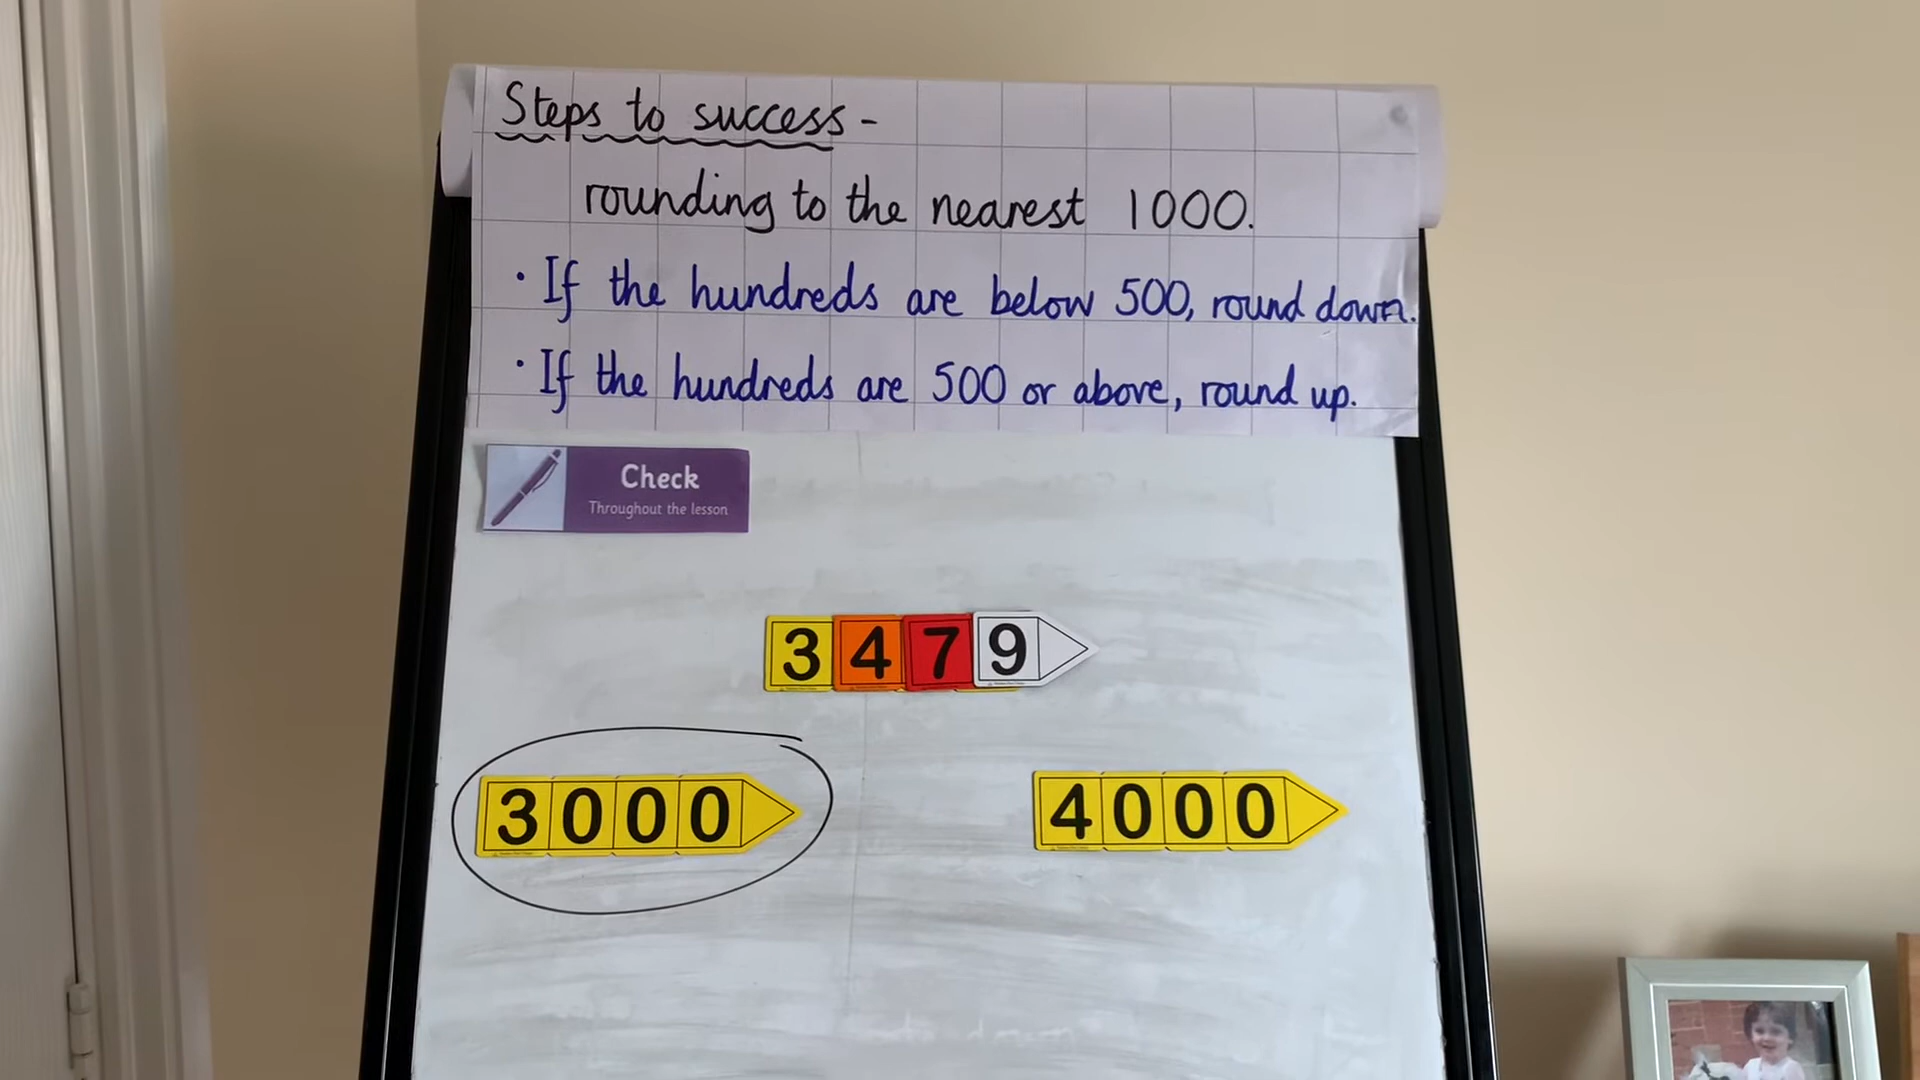 Steps to success -
rounding to the nearest 1000.
· If the hundreds are below 500, round down.
· If the hundreds are 500 or above, round up.
Check
Throughout the lesson
3479
3000
4000